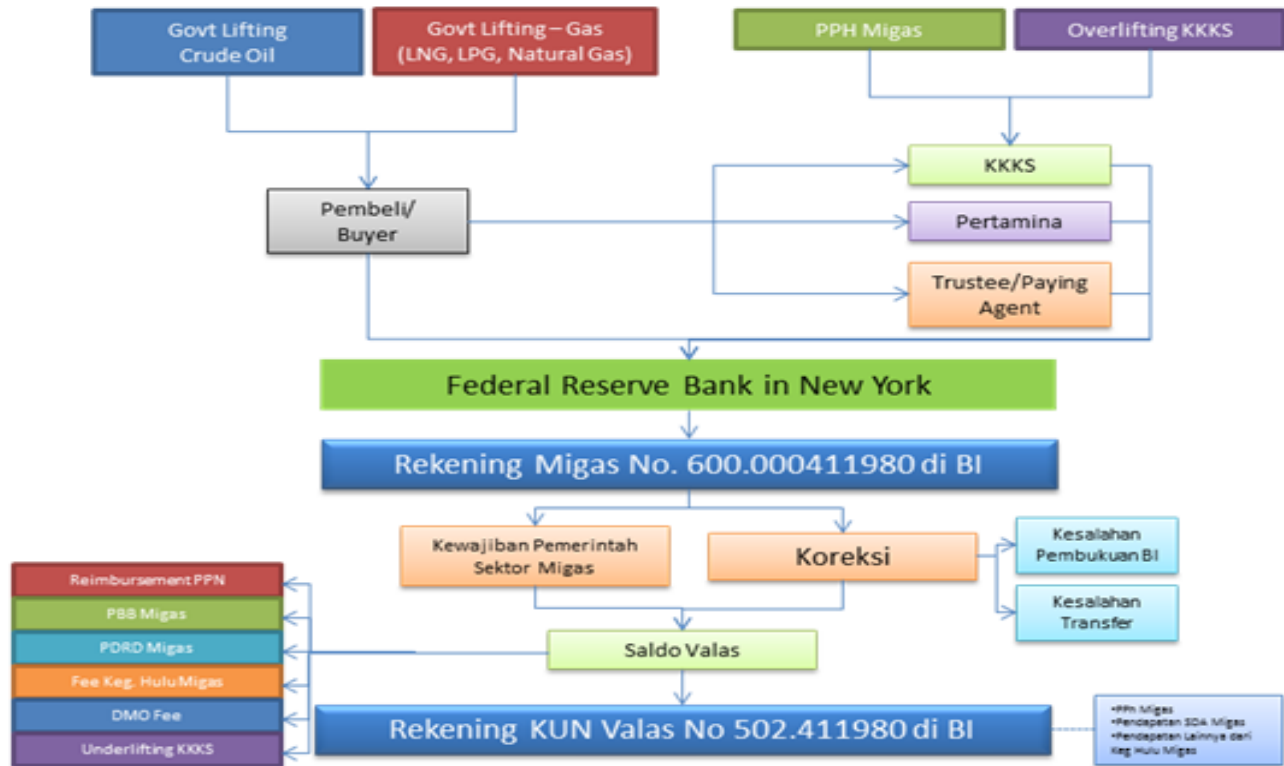 Govt Lifting
Crude Oil
Govt Lifting – Gas
(LNG, LPG, Natural Gas)
PPH Migas
Overlifting KKKS
KKKS
Pembeli/
Buyer
Pertamina
Trustee/Paying
Agent
Federal Reserve Bank in New York
Rekening Migas No. 600.000411980 di BI
Kewajiban Pemerintah
Sektor Migas
Koreksi
Kesalahan
Pembukuan BI
Kesalahan
Transfer
Reimbursement PPN
PBB Migas
PDRD Migas
Fee Keg. Hulu Migas
DMO Fee
Underlifting KKKS
Saldo Valas
Rekening KUN Valas No 502.411980 di BI
•PPh Migas
•Pendapatan SDA Migas
•Pendapatan Lainnya dari
Keg Hulu Migas